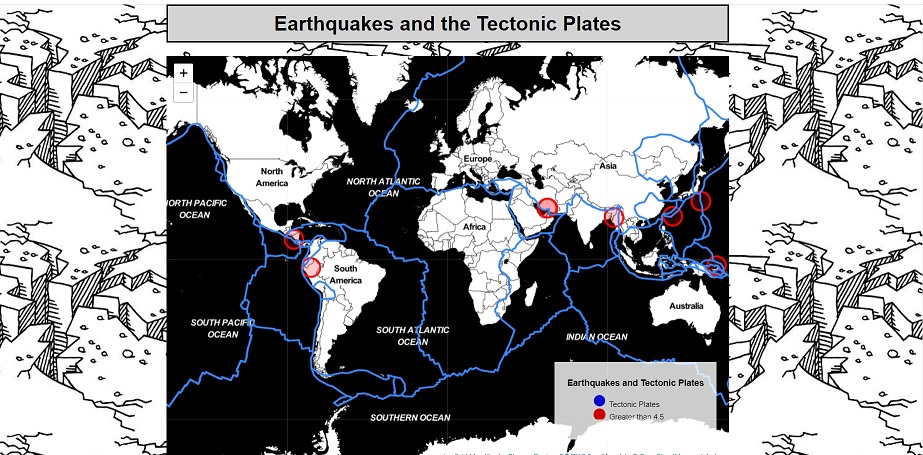 Earthquakes and the Tectonic Plates
+
−
North
America
NORTH ATLANTIC
OCEAN
Europe
Asia
ORTH PACIFIC
OCEAN
Africa
South
America
Australia
SOUTH PACIFIC
OCEAN
SOUTH ATLANTIC
OCEAN
INDIAN OCEAN
Earthquakes and Tectonic Plates
Tectonic Plates
Greater than 4.5
SOUTHERN OCEAN